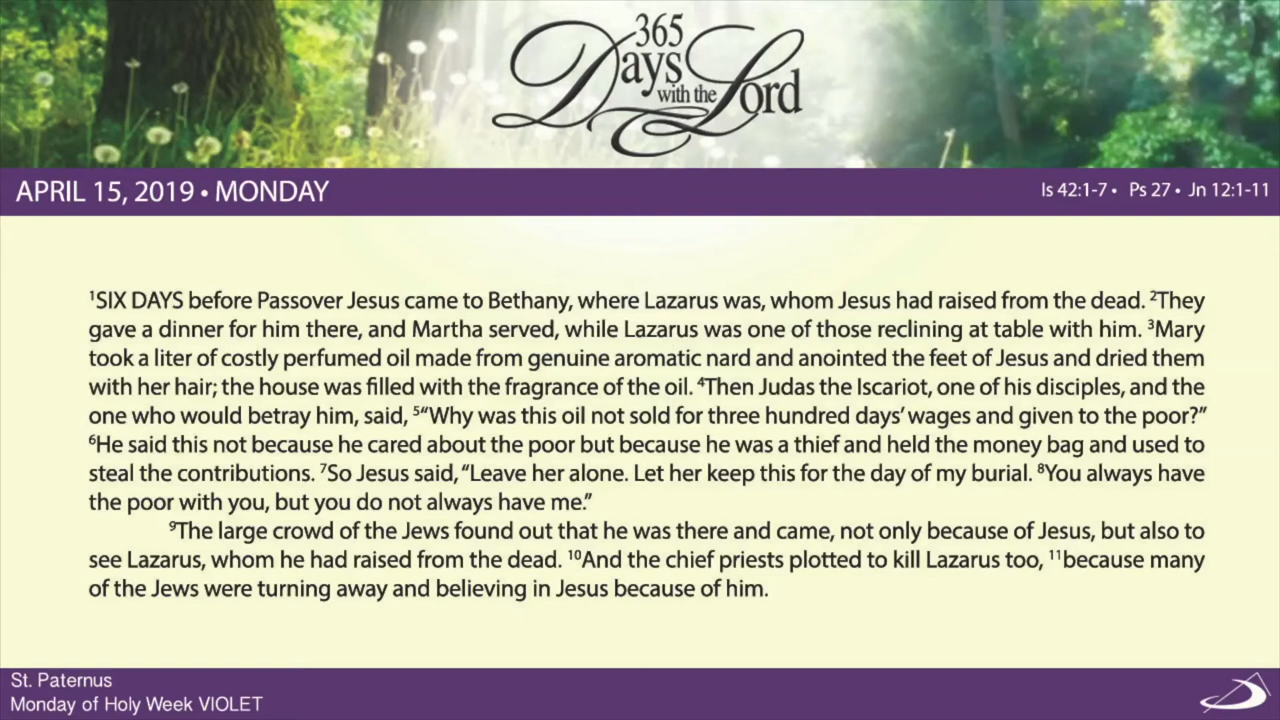 365
Days
with the
Lord
APRIL 15, 2019 • MONDAY
Is 42:1-7 • Ps 27 • Jn 12:1-11
¹SIX DAYS before Passover Jesus came to Bethany, where Lazarus was, whom Jesus had raised from the dead. ²They
gave a dinner for him there, and Martha served, while Lazarus was one of those reclining at table with him. ³Mary
took a liter of costly perfumed oil made from genuine aromatic nard and anointed the feet of Jesus and dried them
with her hair; the house was filled with the fragrance of the oil. ⁴Then Judas the Iscariot, one of his disciples, and the
one who would betray him, said, ⁵“Why was this oil not sold for three hundred days’ wages and given to the poor?”
⁶He said this not because he cared about the poor but because he was a thief and held the money bag and used to
steal the contributions. ⁷So Jesus said, “Leave her alone. Let her keep this for the day of my burial. ⁸You always have
the poor with you, but you do not always have me.”
⁹The large crowd of the Jews found out that he was there and came, not only because of Jesus, but also to
see Lazarus, whom he had raised from the dead. ¹⁰And the chief priests plotted to kill Lazarus too, ¹¹because many
of the Jews were turning away and believing in Jesus because of him.
St. Paternus
Monday of Holy Week VIOLET